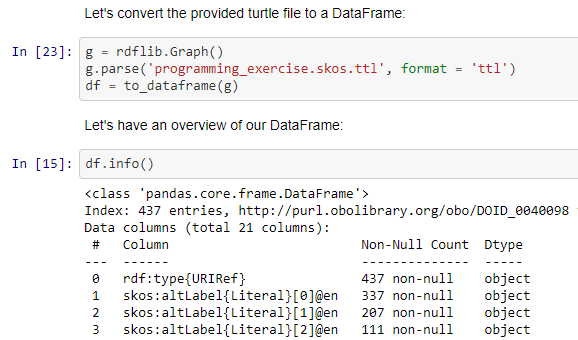 Let's convert the provided turtle file to a DataFrame:
In [23]: g = rdflib.Graph()
g.parse('programming_exercise.skos.ttl', format = 'ttl')
df = to_dataframe(g)
Let's have an overview of our DataFrame:
In [15]: df.info()
<class 'pandas.core.frame.DataFrame'>
Index: 437 entries, http://purl.obolibrary.org/obo/DOID_0040098
Data columns (total 21 columns):
#   Column   Non-Null Count   Dtype
---  ------   --------------   -----
0   rdf:type{URIRef}   437 non-null   object
1   skos:altLabel{Literal}[0]@en   337 non-null   object
2   skos:altLabel{Literal}[1]@en   207 non-null   object
3   skos:altLabel{Literal}[2]@en   111 non-null   object